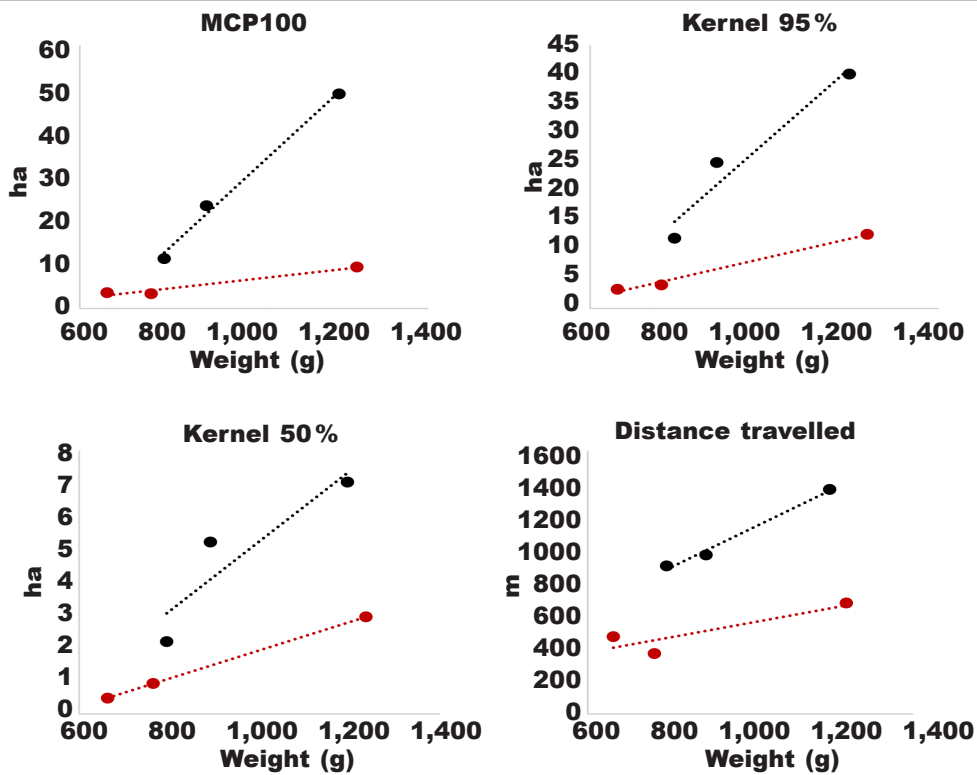 MCP100
60
50
40
30
20
10
0
ha
600 800 1,000 1,200 1,400
Weight (g)
Kernel 95%
45
40
35
30
25
20
15
10
5
0
ha
600 800 1,000 1,200 1,400
Weight (g)
Kernel 50%
8
7
6
5
4
3
2
1
0
ha
600 800 1,000 1,200 1,400
Weight (g)
Distance travelled
1600
1400
1200
1000
800
600
400
200
0
m
600 800 1,000 1,200 1,400
Weight (g)